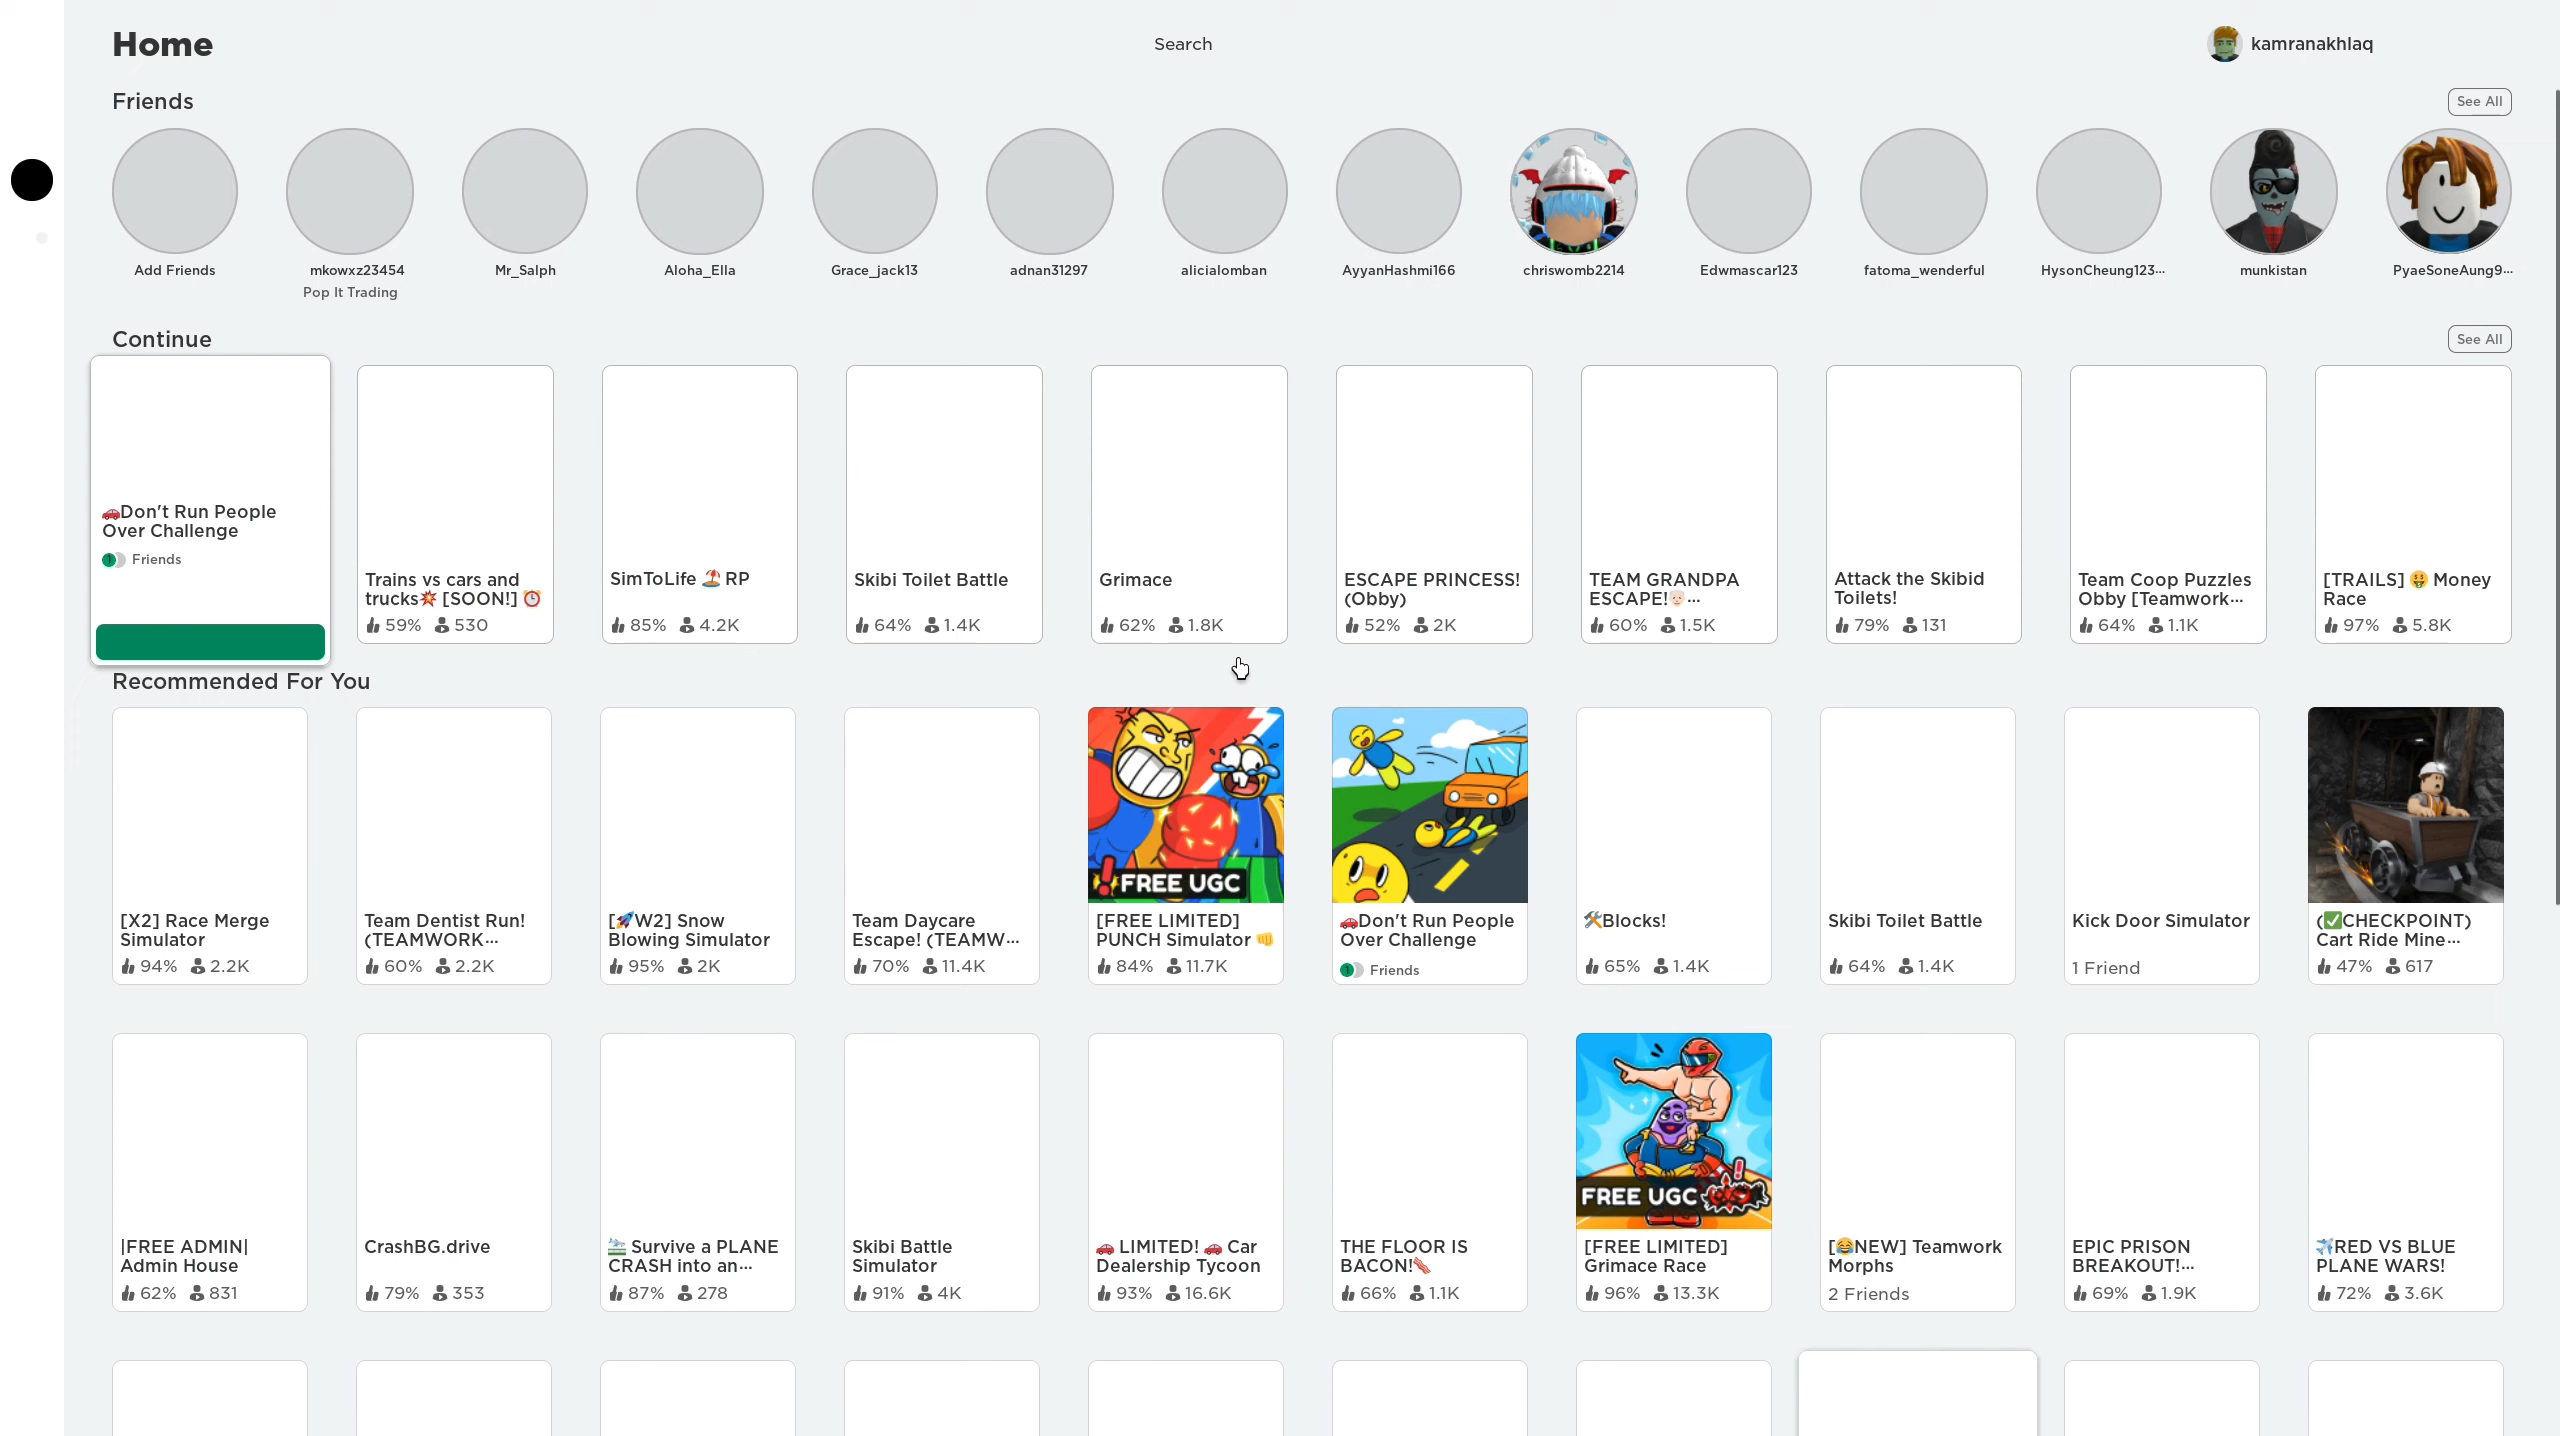 Home
Search
kamranakhlaq
Friends
See All
Add Friends
mkowxz23454
Pop It Trading
Mr_Salph
Aloha_Ella
Grace_jack13
adnan31297
alicialomban
AyyanHashmi166
chriswomb2214
Edwmascar123
fatoma_wenderful
HysonCheung123...
munkistan
PyaeSoneAung9...
Continue
See All
🚗Don't Run People
Over Challenge
1 Friends
Trains vs cars and
trucks💥 [SOON!] ⏰
59% 530
SimToLife 🏖️ RP
85% 4.2K
Skibi Toilet Battle
64% 1.4K
Grimace
62% 1.8K
ESCAPE PRINCESS!
(Obby)
52% 2K
TEAM GRANDPA
ESCAPE!👴🏻...
60% 1.5K
Attack the Skibid
Toilets!
79% 131
Team Coop Puzzles
Obby [Teamwork...
64% 1.1K
[TRAILS] 🤑 Money
Race
97% 5.8K
Recommended For You
[X2] Race Merge
Simulator
94% 2.2K
Team Dentist Run!
(TEAMWORK...
60% 2.2K
[🚀W2] Snow
Blowing Simulator
95% 2K
Team Daycare
Escape! (TEAMW...
70% 11.4K
FREE UGC
[FREE LIMITED]
PUNCH Simulator 👊
84% 11.7K
🚗Don't Run People
Over Challenge
1 Friends
🛠️Blocks!
65% 1.4K
Skibi Toilet Battle
64% 1.4K
Kick Door Simulator
1 Friend
(✅CHECKPOINT)
Cart Ride Mine...
47% 617
|FREE ADMIN|
Admin House
62% 831
CrashBG.drive
79% 353
🛫 Survive a PLANE
CRASH into an...
87% 278
Skibi Battle
Simulator
91% 4K
🚗 LIMITED! 🚗 Car
Dealership Tycoon
93% 16.6K
THE FLOOR IS
BACON!🥓
66% 1.1K
FREE UGC
[FREE LIMITED]
Grimace Race
96% 13.3K
[😂NEW] Teamwork
Morphs
2 Friends
EPIC PRISON
BREAKOUT!...
69% 1.9K
✈️RED VS BLUE
PLANE WARS!
72% 3.6K